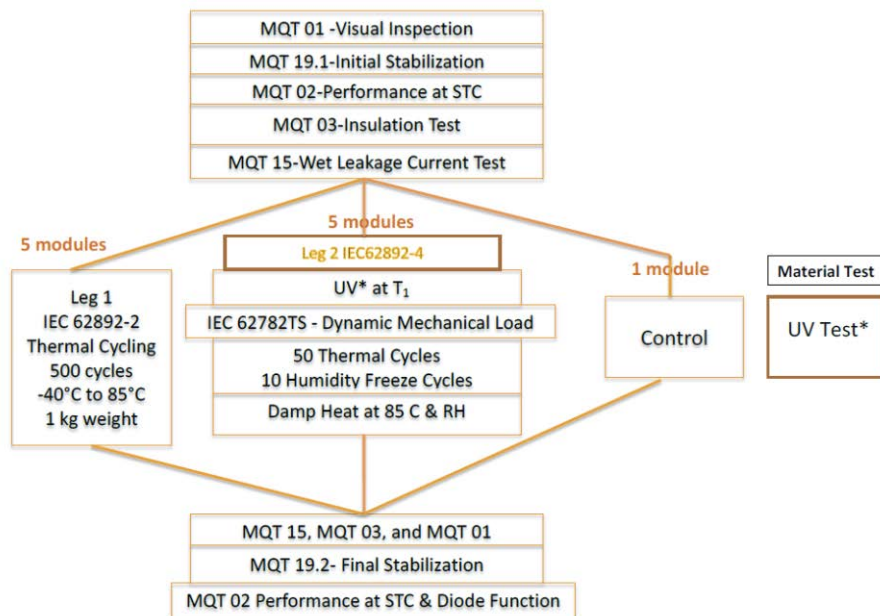 MQT 01 -Visual Inspection
MQT 19.1-Initial Stabilization
MQT 02-Performance at STC
MQT 03-Insulation Test
MQT 15-Wet Leakage Current Test
5 modules
5 modules
1 module
Leg 1
IEC 62892-2
Thermal Cycling
500 cycles
-40°C to 85°C
1 kg weight
Leg 2 IEC62892-4
UV* at T₁
IEC 62782TS - Dynamic Mechanical Load
50 Thermal Cycles
10 Humidity Freeze Cycles
Damp Heat at 85 C & RH
Control
Material Test
UV Test*
MQT 15, MQT 03, and MQT 01
MQT 19.2- Final Stabilization
MQT 02 Performance at STC & Diode Function